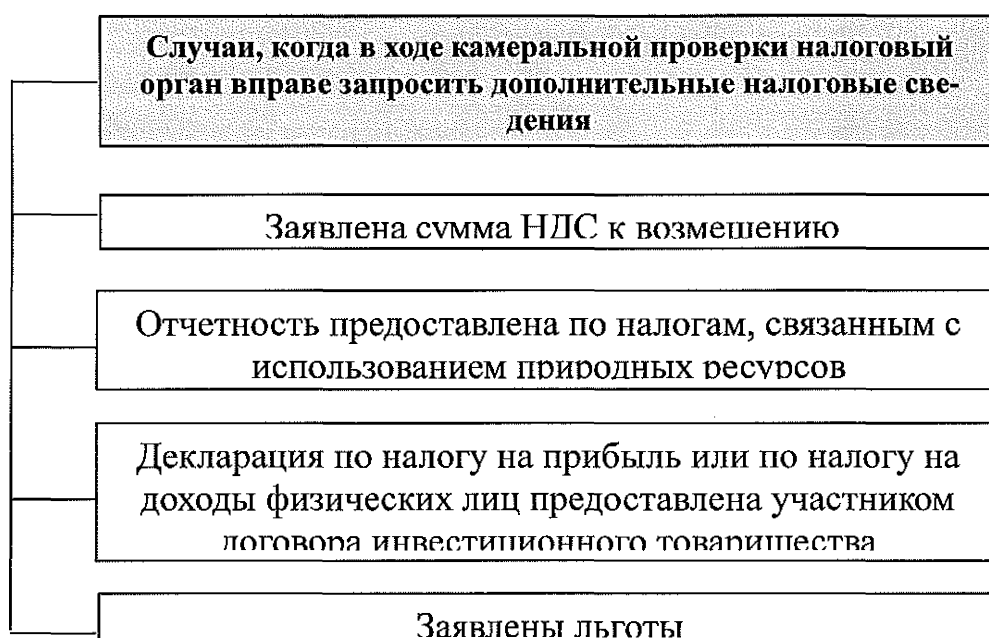 Случаи, когда в ходе камеральной проверки налоговый
орган вправе запросить дополнительные налоговые све-
дения
Заявлена сумма НДС к возмещению
Отчетность предоставлена по налогам, связанным с
использованием природных ресурсов
Декларация по налогу на прибыль или по налогу на
доходы физических лиц предоставлена участником
договора инвестиционного товарищества
Заявлены льготы